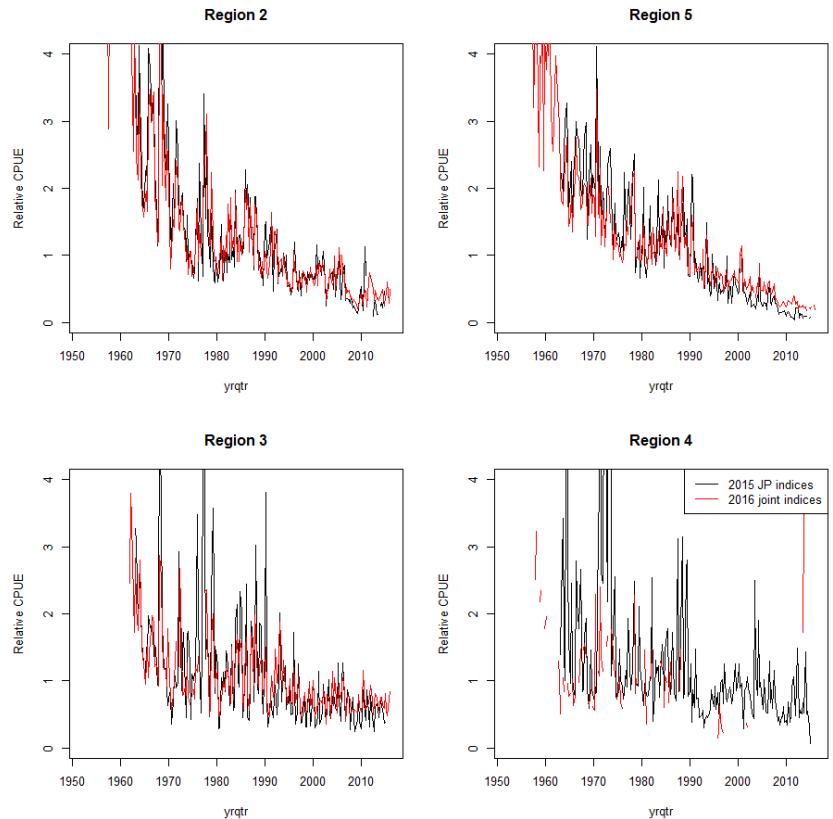 Region 2
Relative CPUE
0 1 2 3 4
1950 1960 1970 1980 1990 2000 2010
yrqtr
Region 5
Relative CPUE
0 1 2 3 4
1950 1960 1970 1980 1990 2000 2010
yrqtr
Region 3
Relative CPUE
0 1 2 3 4
1950 1960 1970 1980 1990 2000 2010
yrqtr
Region 4
2015 JP indices
2016 joint indices
Relative CPUE
0 1 2 3 4
1950 1960 1970 1980 1990 2000 2010
yrqtr